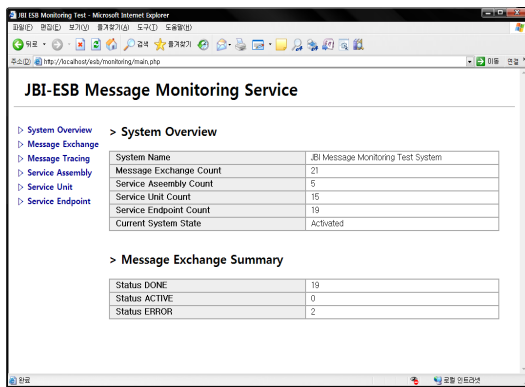 JBI ESB Monitoring Test - Microsoft Internet Explorer
파일(F) 편집(E) 보기(V) 즐겨찾기(A) 도구(T) 도움말(H)
뒤로 검색 즐겨찾기
주소(D) http://localhost/esb/monitoring/main,php 이동 연결
JBI-ESB Message Monitoring Service
System Overview
Message Exchange
Message Tracing
Service Assembly
Service Unit
Service Endpoint
> System Overview
System Name JBI Message Monitoring Test System
Message Exchange Count 21
Service Aseembly Count 5
Service Unit Count 15
Service Endpoint Count 19
Current System State Activated
> Message Exchange Summary
Status DONE 19
Status ACTIVE 0
Status ERROR 2
완료 로컬 인트라넷